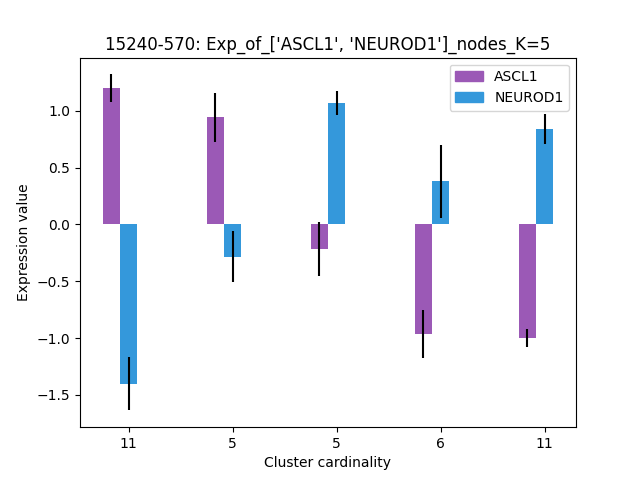 15240-570: Exp_of_['ASCL1', 'NEUROD1']_nodes_K=5
ASCL1
NEUROD1
Expression value
1.0
0.5
0.0
−0.5
−1.0
−1.5
11 5 5 6 11
Cluster cardinality